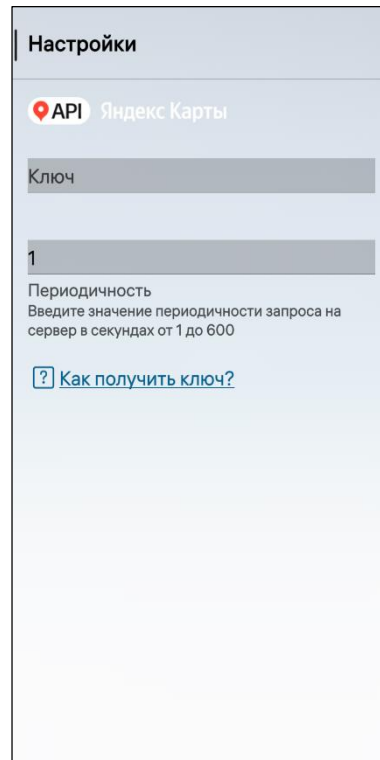 Настройки
API Яндекс Карты
Ключ
1
Периодичность
Введите значение периодичности запроса на
сервер в секундах от 1 до 600
? Как получить ключ?